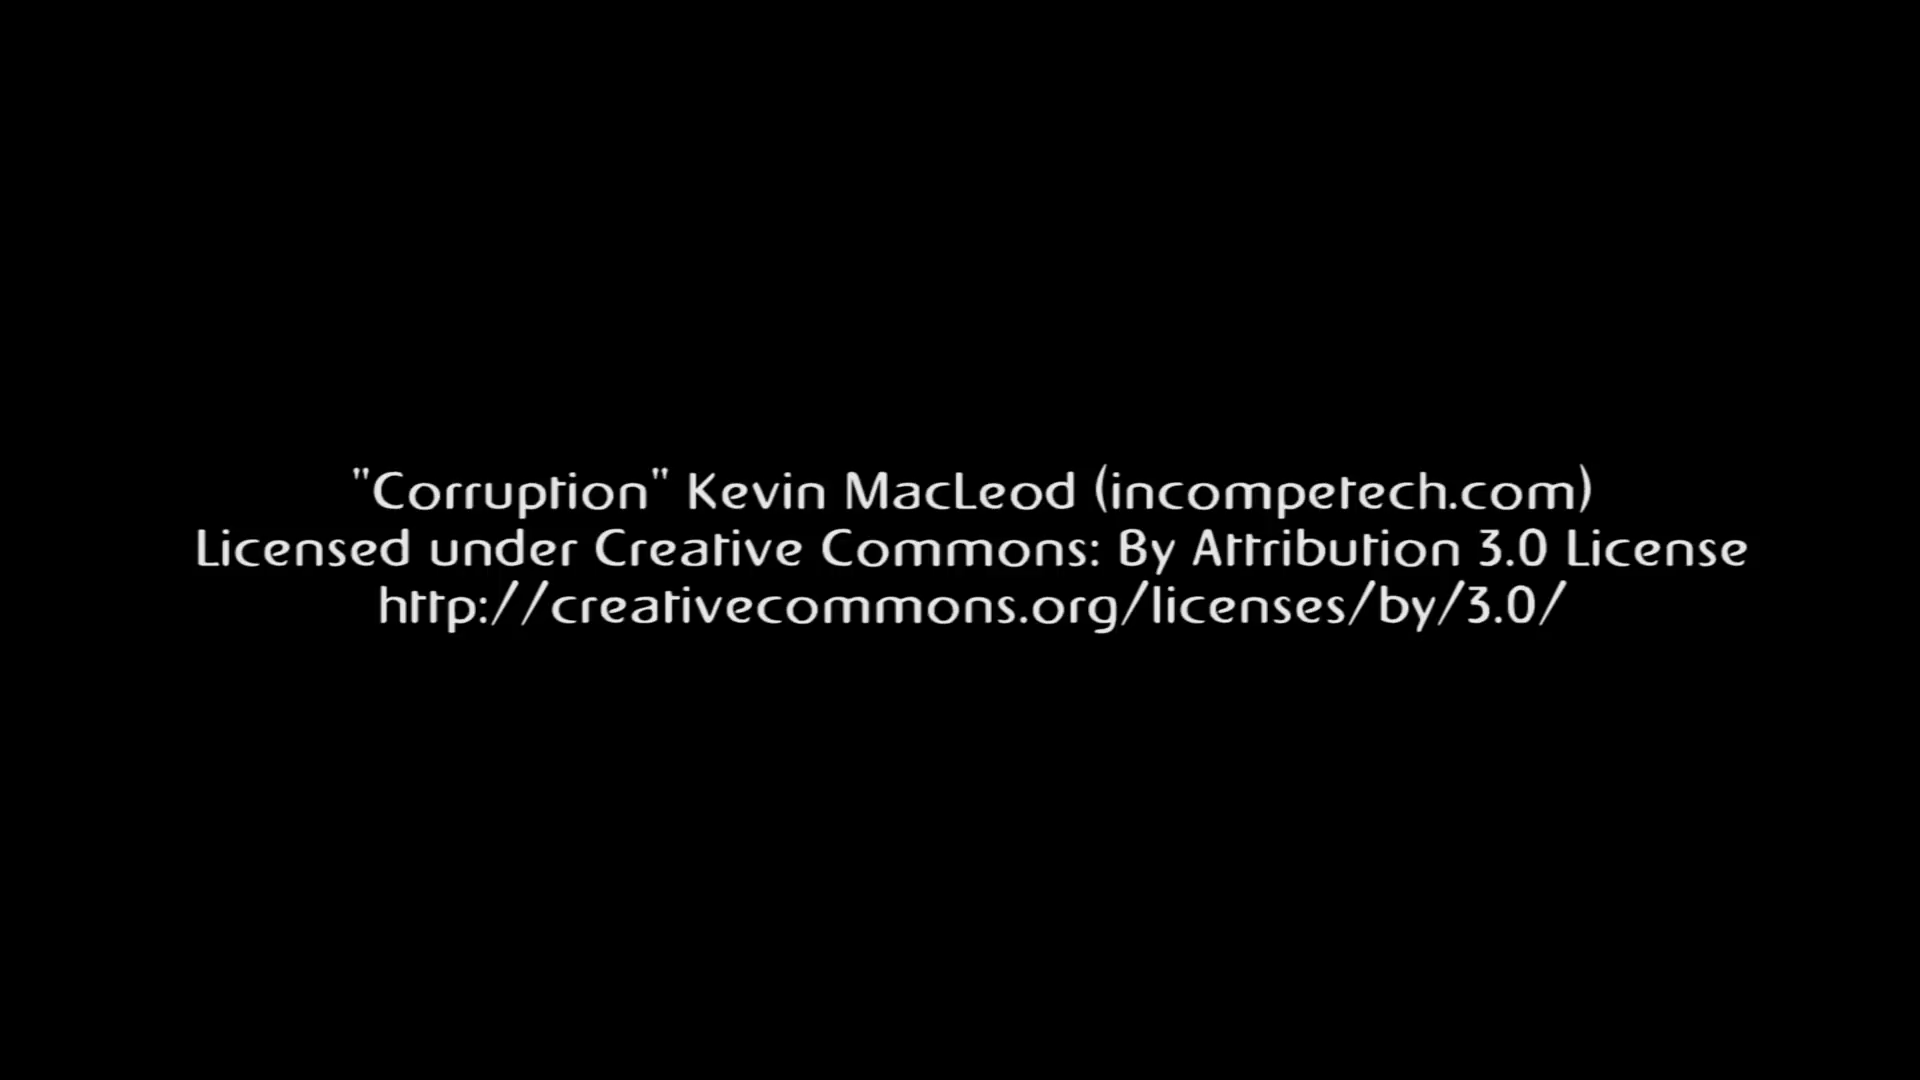 "Corruption" Kevin MacLeod (incompetech.com)
Licensed under Creative Commons: By Attribution 3.0 License
http://creativecommons.org/licenses/by/3.0/